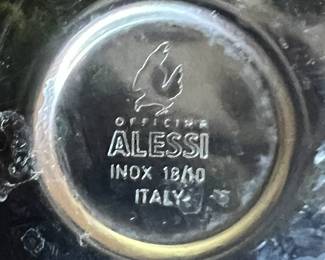 OFFICINA
ALESSI
INOX 18/10
ITALY